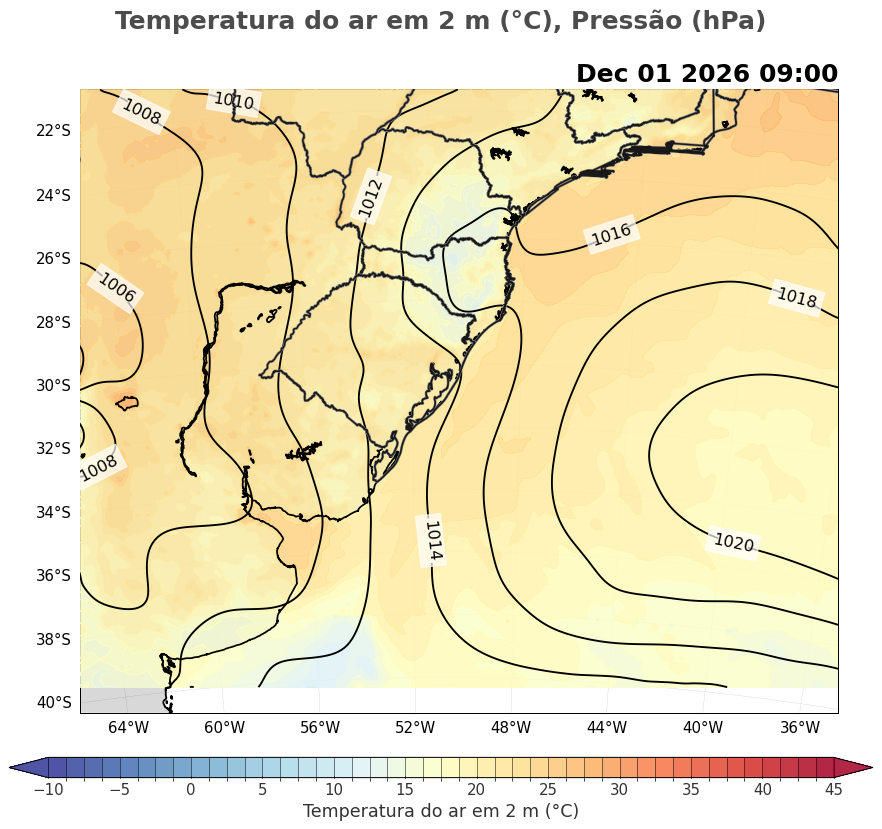 Temperatura do ar em 2 m (°C), Pressão (hPa)
Dec 01 2026 09:00
1008
1010
1012
1016
1006
1018
1008
1014
1020
22°S
24°S
26°S
28°S
30°S
32°S
34°S
36°S
38°S
40°S
64°W 60°W 56°W 52°W 48°W 44°W 40°W 36°W
−10 −5 0 5 10 15 20 25 30 35 40 45
Temperatura do ar em 2 m (°C)